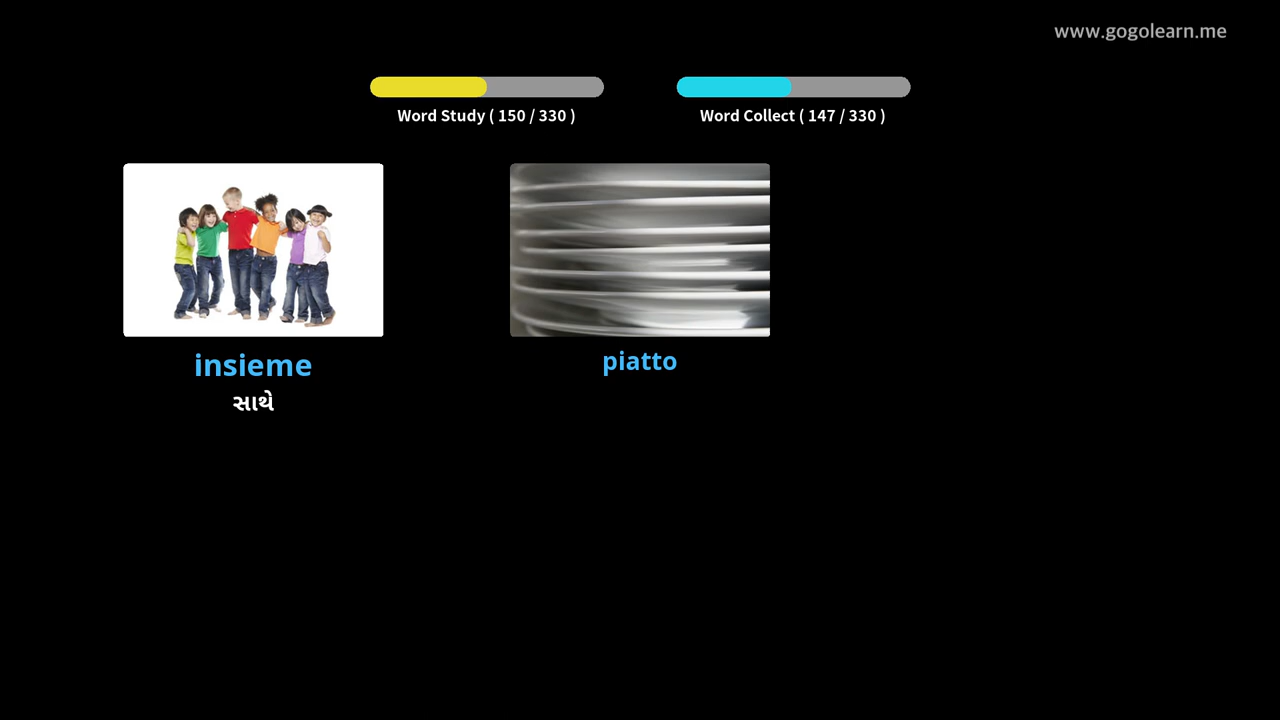 www.gogolearn.me
Word Study ( 150 / 330 )
Word Collect ( 147 / 330 )
insieme
સાથે
piatto